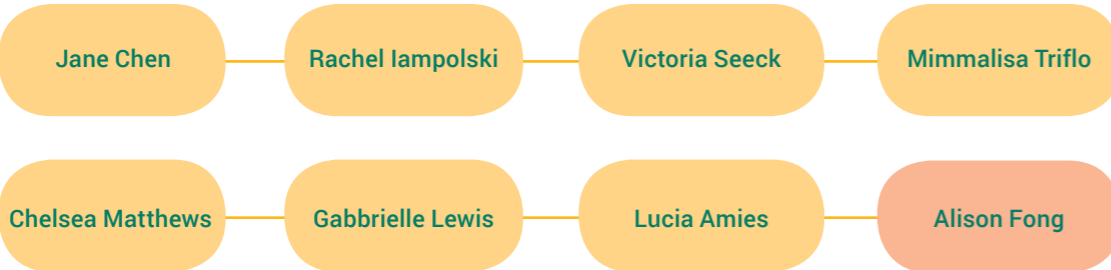 Jane Chen
Rachel Iampolski
Victoria Seeck
Mimmalisa Triflo
Chelsea Matthews
Gabbrielle Lewis
Lucia Amies
Alison Fong